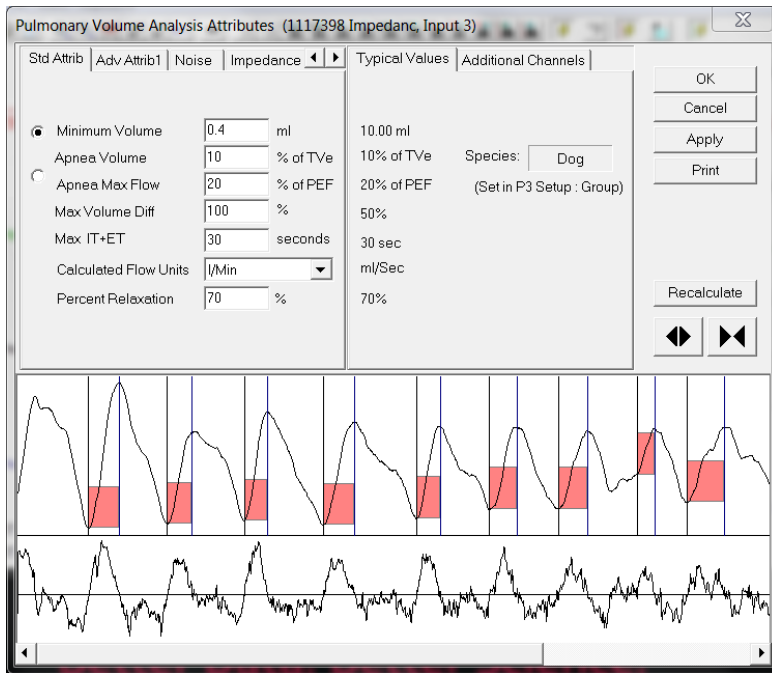 Pulmonary Volume Analysis Attributes (1117398 Impedanc, Input 3)
Std Attrib Adv Attrib1 Noise Impedance Typical Values Additional Channels
OK
Cancel
Apply
Print
Minimum Volume 0.4 ml 10.00 ml
Apnea Volume 10 % of TVe 10% of TVe Species: Dog
Apnea Max Flow 20 % of PEF 20% of PEF (Set in P3 Setup : Group)
Max Volume Diff 100 % 50%
Max IT+ET 30 seconds 30 sec
Calculated Flow Units l/Min ml/Sec
Percent Relaxation 70 % 70%
Recalculate